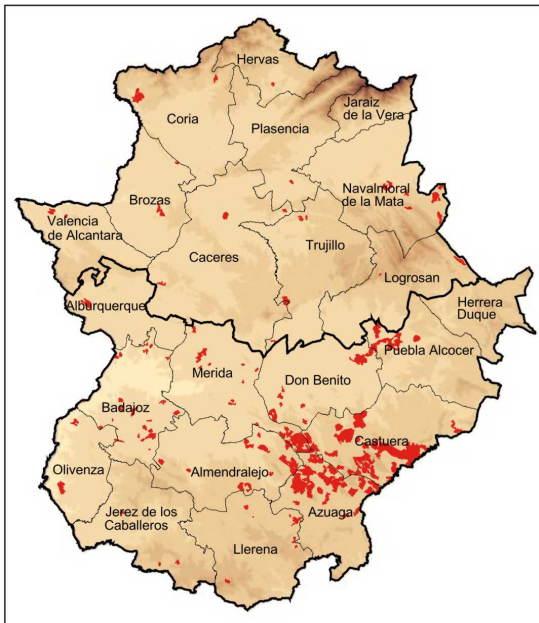 Hervas
Jaraiz
de la Vera
Coria
Plasencia
Navalmoral
de la Mata
Brozas
Valencia
de Alcantara
Trujillo
Caceres
Logrosan
Herrera
Duque
Alburquerque
Puebla Alcocer
Merida
Don Benito
Badajoz
Castuera
Olivenza
Almendralejo
Jerez de los
Caballeros
Azuaga
Llerena